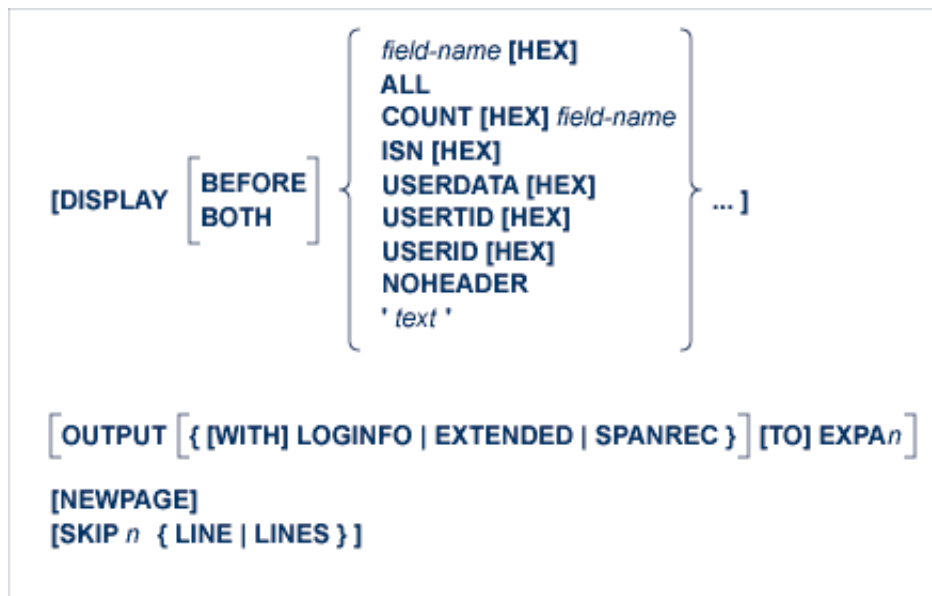 field-name [HEX]
ALL
COUNT [HEX] field-name
ISN [HEX]
[DISPLAY [BEFORE BOTH] { USERDATA [HEX] } ... ]
USERTID [HEX]
USERID [HEX]
NOHEADER
' text '
[OUTPUT [{ [WITH] LOGINFO | EXTENDED | SPANREC }] [TO] EXPAn]
[NEWPAGE]
[SKIP n { LINE | LINES } ]